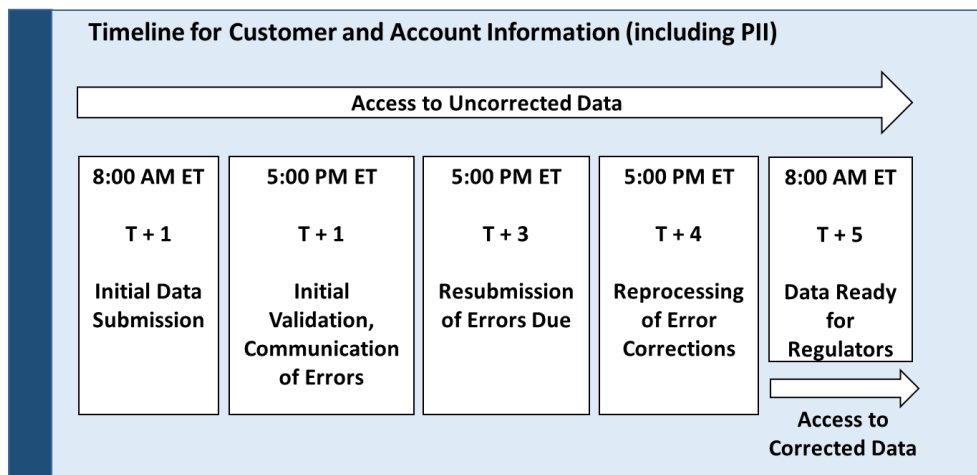 Timeline for Customer and Account Information (including PII)
Access to Uncorrected Data
8:00 AM ET
T + 1
Initial Data
Submission
5:00 PM ET
T + 1
Initial
Validation,
Communication
of Errors
5:00 PM ET
T + 3
Resubmission
of Errors Due
5:00 PM ET
T + 4
Reprocessing
of Error
Corrections
8:00 AM ET
T + 5
Data Ready
for
Regulators
Access to
Corrected Data